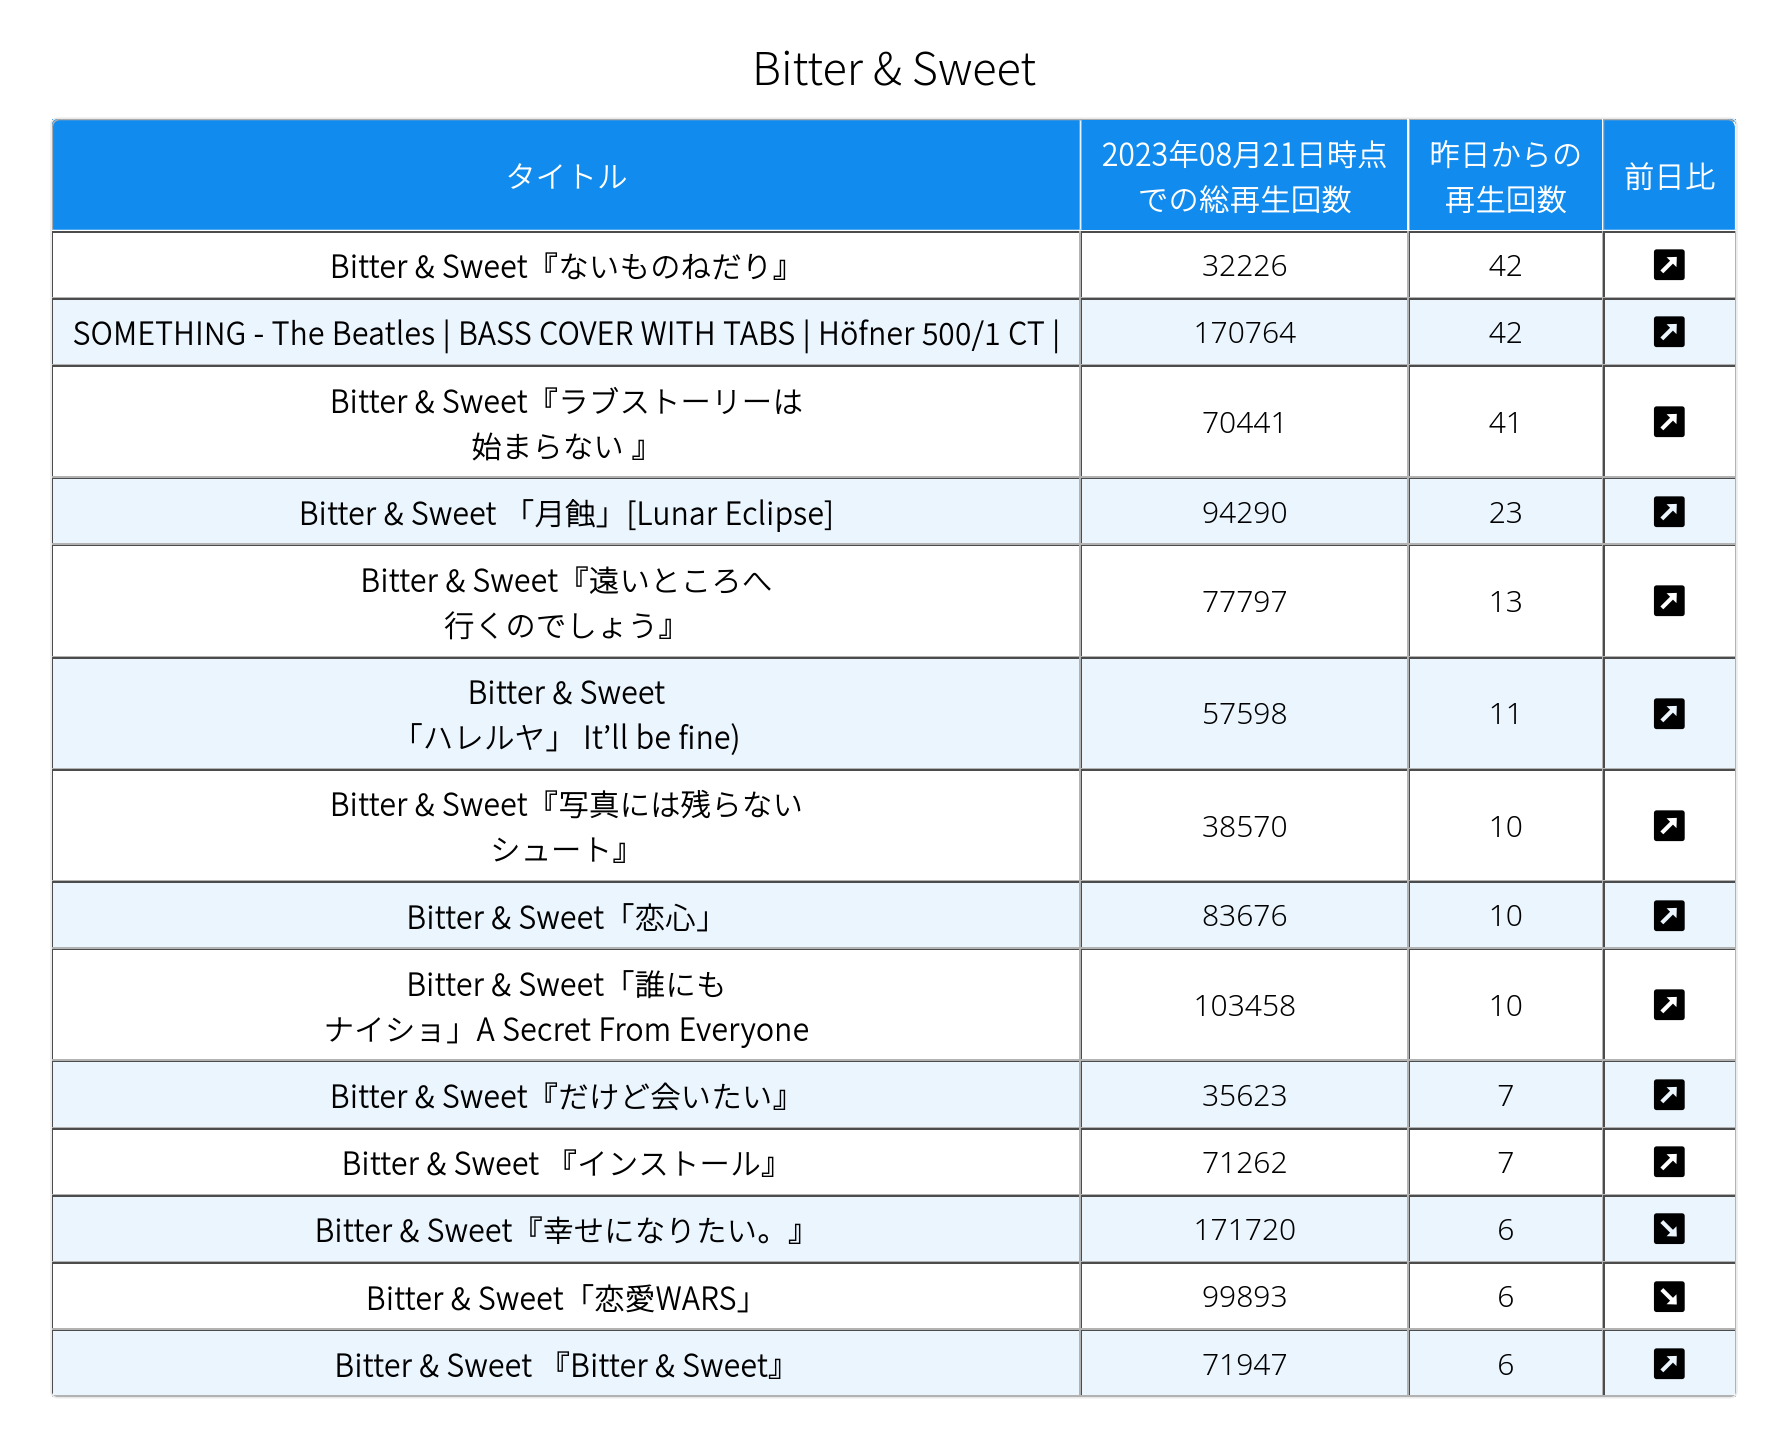 Bitter & Sweet
タイトル
2023年08月21日時点
での総再生回数
昨日からの
再生回数
前日比
Bitter & Sweet『ないものねだり』
32226
42
SOMETHING - The Beatles | BASS COVER WITH TABS | Höfner 500/1 CT |
170764
42
Bitter & Sweet『ラブストーリーは
始まらない 』
70441
41
Bitter & Sweet 「月蝕」[Lunar Eclipse]
94290
23
Bitter & Sweet『遠いところへ
行くのでしょう』
77797
13
Bitter & Sweet
「ハレルヤ」 It’ll be fine)
57598
11
Bitter & Sweet『写真には残らない
シュート』
38570
10
Bitter & Sweet「恋心」
83676
10
Bitter & Sweet「誰にも
ナイショ」A Secret From Everyone
103458
10
Bitter & Sweet『だけど会いたい』
35623
7
Bitter & Sweet 『インストール』
71262
7
Bitter & Sweet『幸せになりたい。』
171720
6
Bitter & Sweet「恋愛WARS」
99893
6
Bitter & Sweet 『Bitter & Sweet』
71947
6